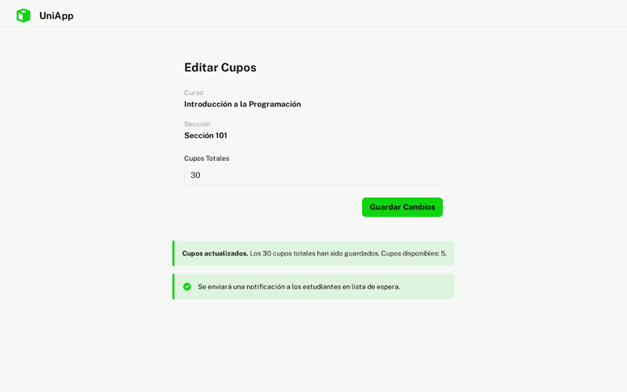 UniApp
Editar Cupos
Curso
Introducción a la Programación
Sección
Sección 101
Cupos Totales
30
Guardar Cambios
Cupos actualizados. Los 30 cupos totales han sido guardados. Cupos disponibles: 5.
Se enviará una notificación a los estudiantes en lista de espera.